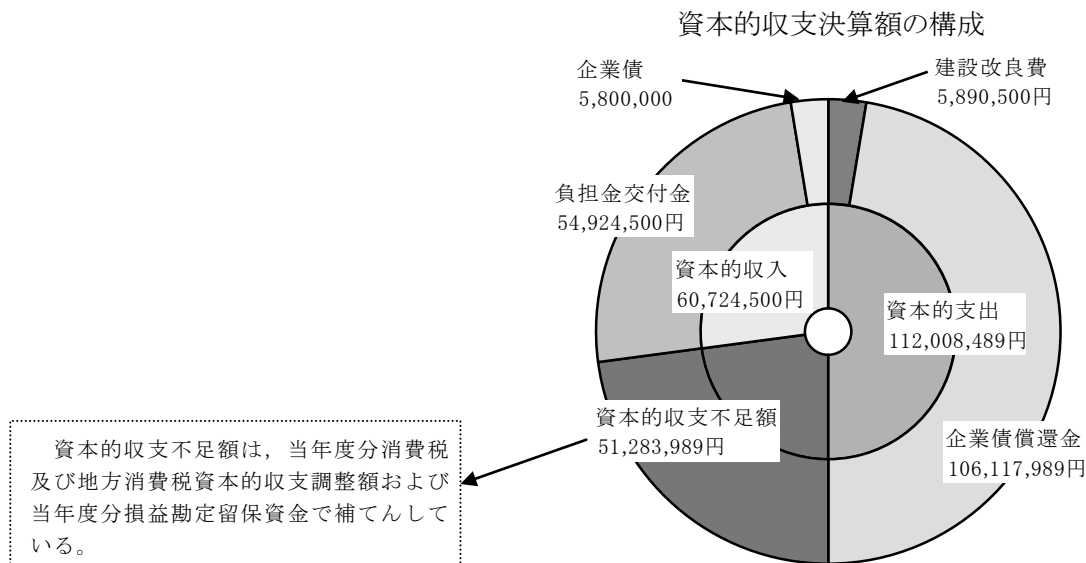 資本的収支決算額の構成
企業債
5,800,000
建設改良費
5,890,500円
負担金交付金
54,924,500円
資本的収入
60,724,500円
資本的支出
112,008,489円
資本的収支不足額
51,283,989円
企業債償還金
106,117,989円
資本的収支不足額は，当年度分消費税
及び地方消費税資本的収支調整額および
当年度分損益勘定留保資金で補てんして
いる。